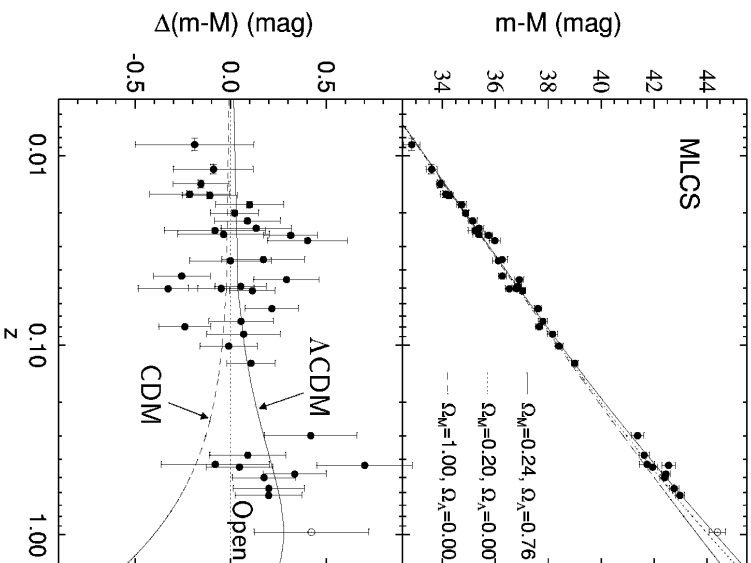 m-M (mag)
34
36
38
40
42
44
MLCS
Ω_M=0.24, Ω_Λ=0.76
Ω_M=0.20, Ω_Λ=0.00
Ω_M=1.00, Ω_Λ=0.00
Δ(m-M) (mag)
-0.5
0.0
0.5
ΛCDM
CDM
Open
0.01
0.10
1.00
z